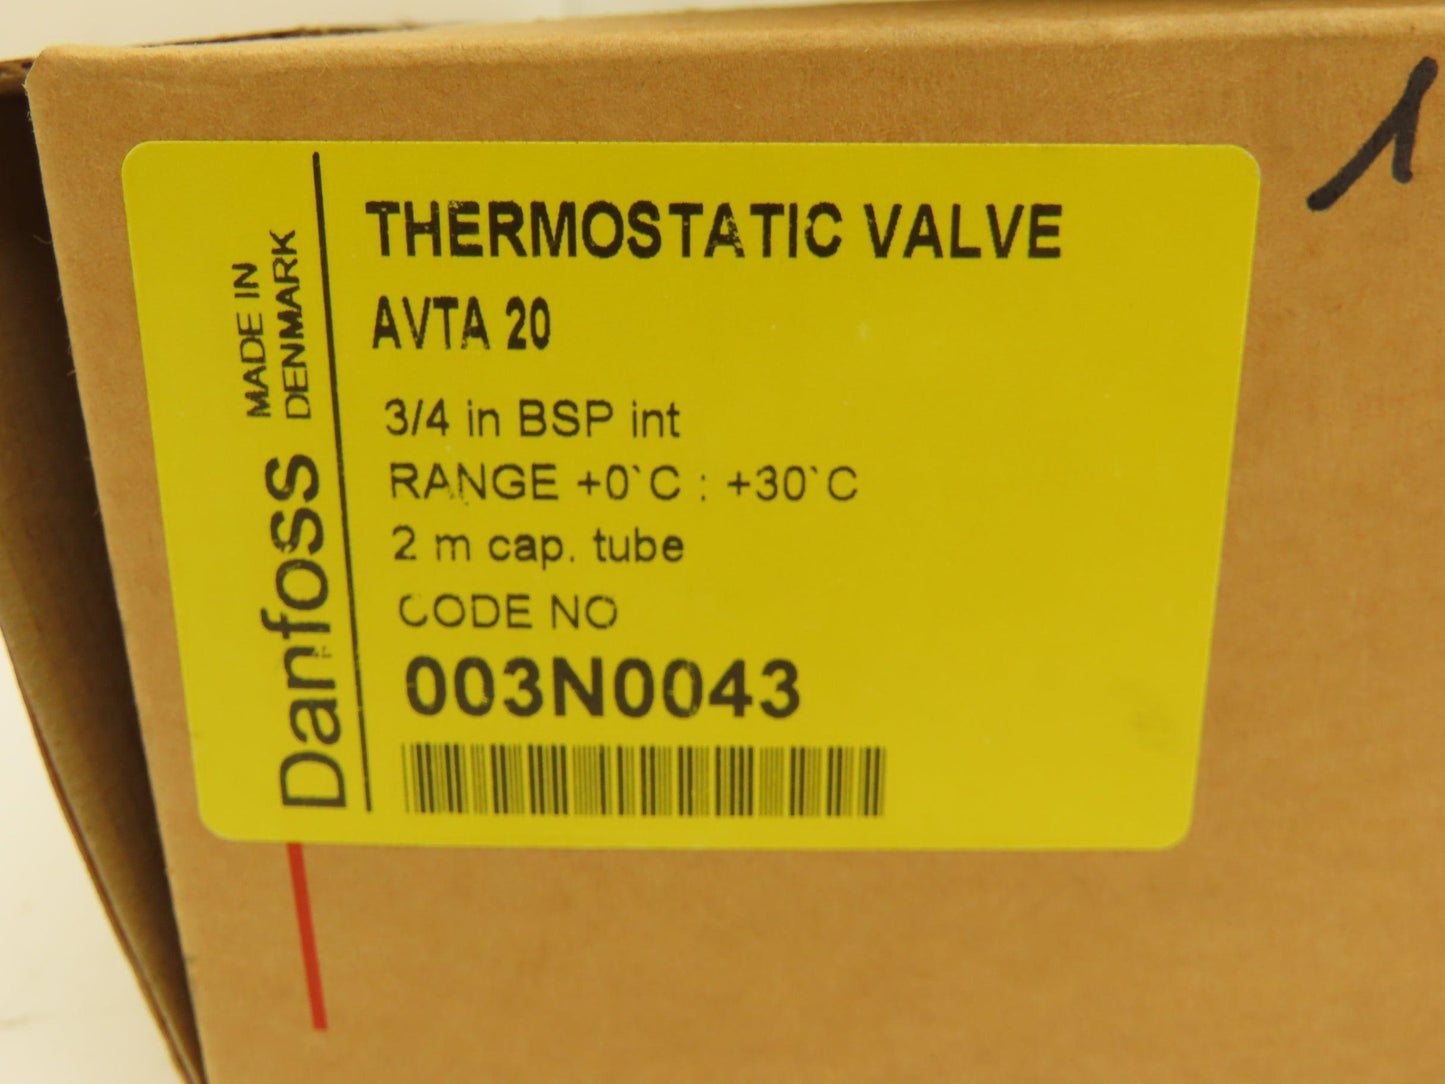 THERMOSTATIC VALVE
AVTA 20
3/4 in BSP int
RANGE +0`C : +30`C
2 m cap. tube
CODE NO
003N0043
Danfoss
MADE IN
DENMARK
1